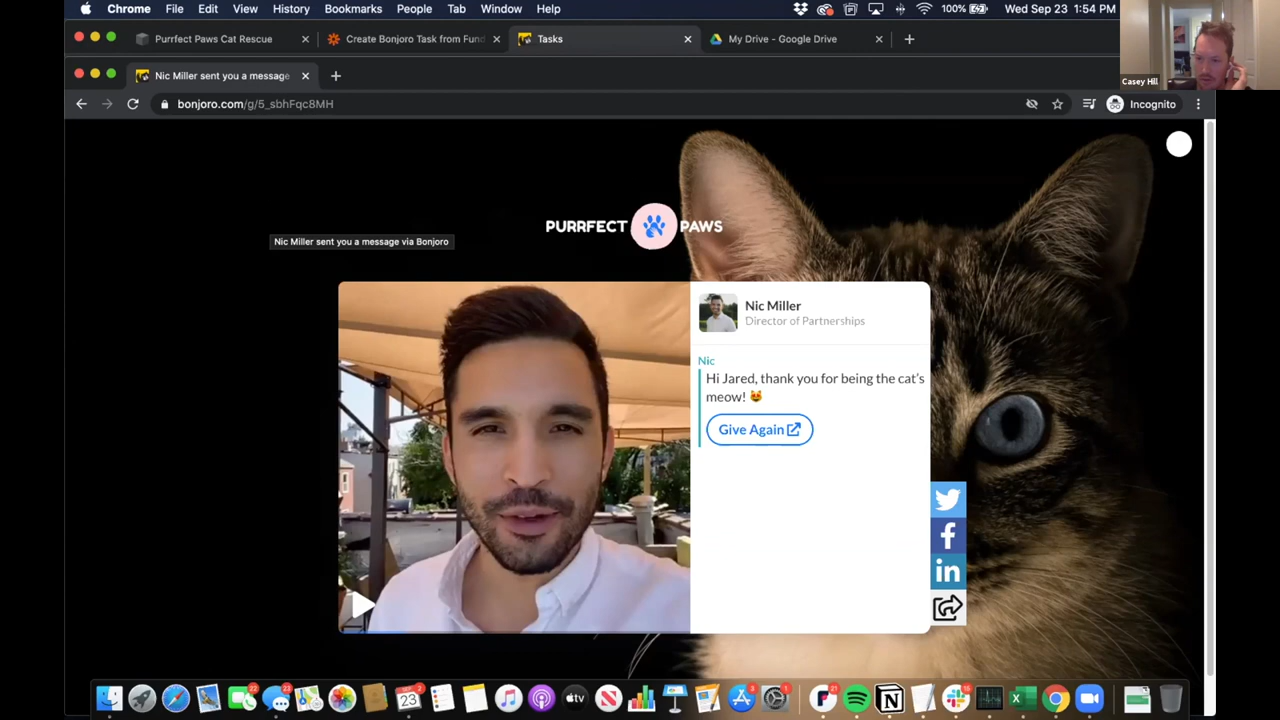 Chrome File Edit View History Bookmarks People Tab Window Help 100% Wed Sep 23 1:54 PM
Purrfect Paws Cat Rescue Create Bonjoro Task from Fund Tasks My Drive - Google Drive
Nic Miller sent you a message
Casey Hill
bonjoro.com/g/5_sbhFqc8MH Incognito
PURRFECT PAWS
Nic Miller sent you a message via Bonjoro
Nic Miller
Director of Partnerships
Nic
Hi Jared, thank you for being the cat's
meow! 😻
Give Again
tv
23